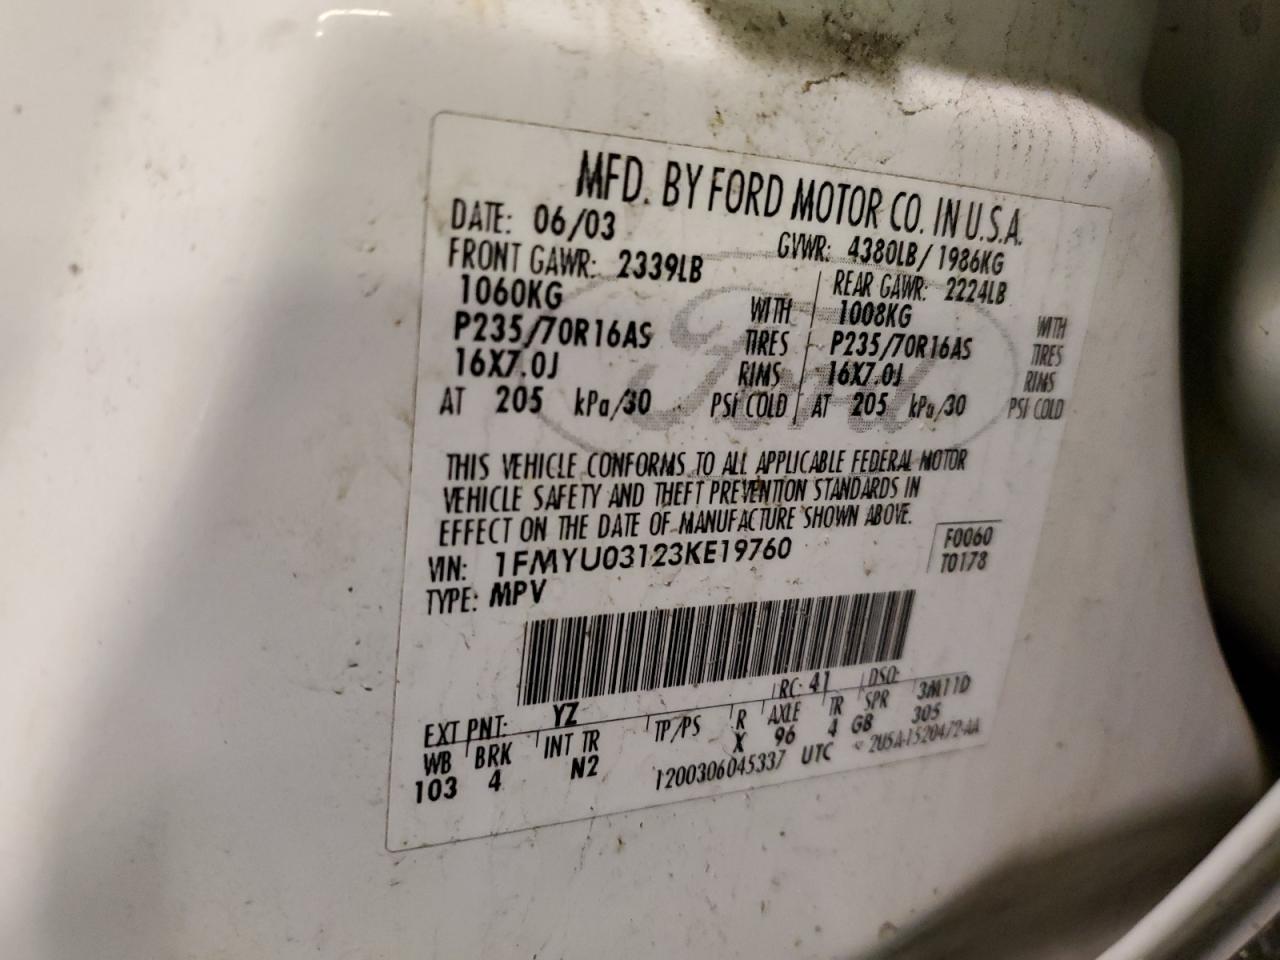 MFD. BY FORD MOTOR CO. IN U.S.A.
DATE: 06/03 GVWR: 4380LB/1986KG
FRONT GAWR: 2339LB REAR GAWR: 2224LB
1060KG WITH 1008KG WITH
P235/70R16AS TIRES P235/70R16AS TIRES
16X7.0J RIMS 16X7.0J RIMS
AT 205 kPa/30 PSI COLD AT 205 kPa/30 PSI COLD
Ford
THIS VEHICLE CONFORMS TO ALL APPLICABLE FEDERAL MOTOR
VEHICLE SAFETY AND THEFT PREVENTION STANDARDS IN
EFFECT ON THE DATE OF MANUFACTURE SHOWN ABOVE.
VIN: 1FMYU03123KE19760 F0060
TYPE: MPV T0178
EXT PNT: YZ RC: 41 DSO:
WB BRK INT TR TP/PS R AXLE TR SPR 3M11D
103 4 N2 X 96 4 GB 305
1200306045337 UTC 2U5A-1520472-AA